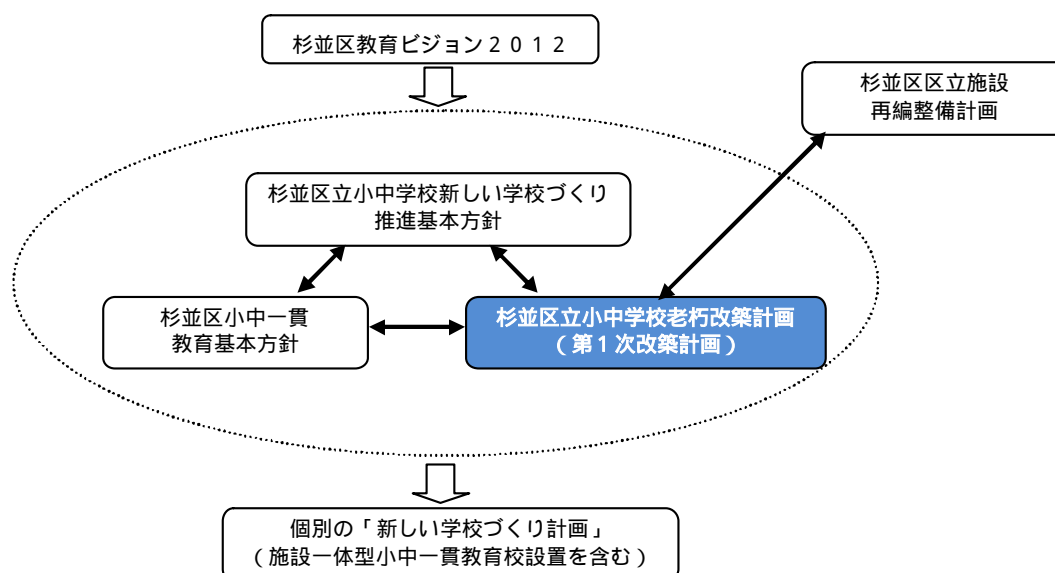 杉並区教育ビジョン２０１２
杉並区区立施設
再編整備計画
杉並区立小中学校新しい学校づくり
推進基本方針
杉並区小中一貫
教育基本方針
杉並区立小中学校老朽改築計画
（第１次改築計画）
個別の「新しい学校づくり計画」
（施設一体型小中一貫教育校設置を含む）